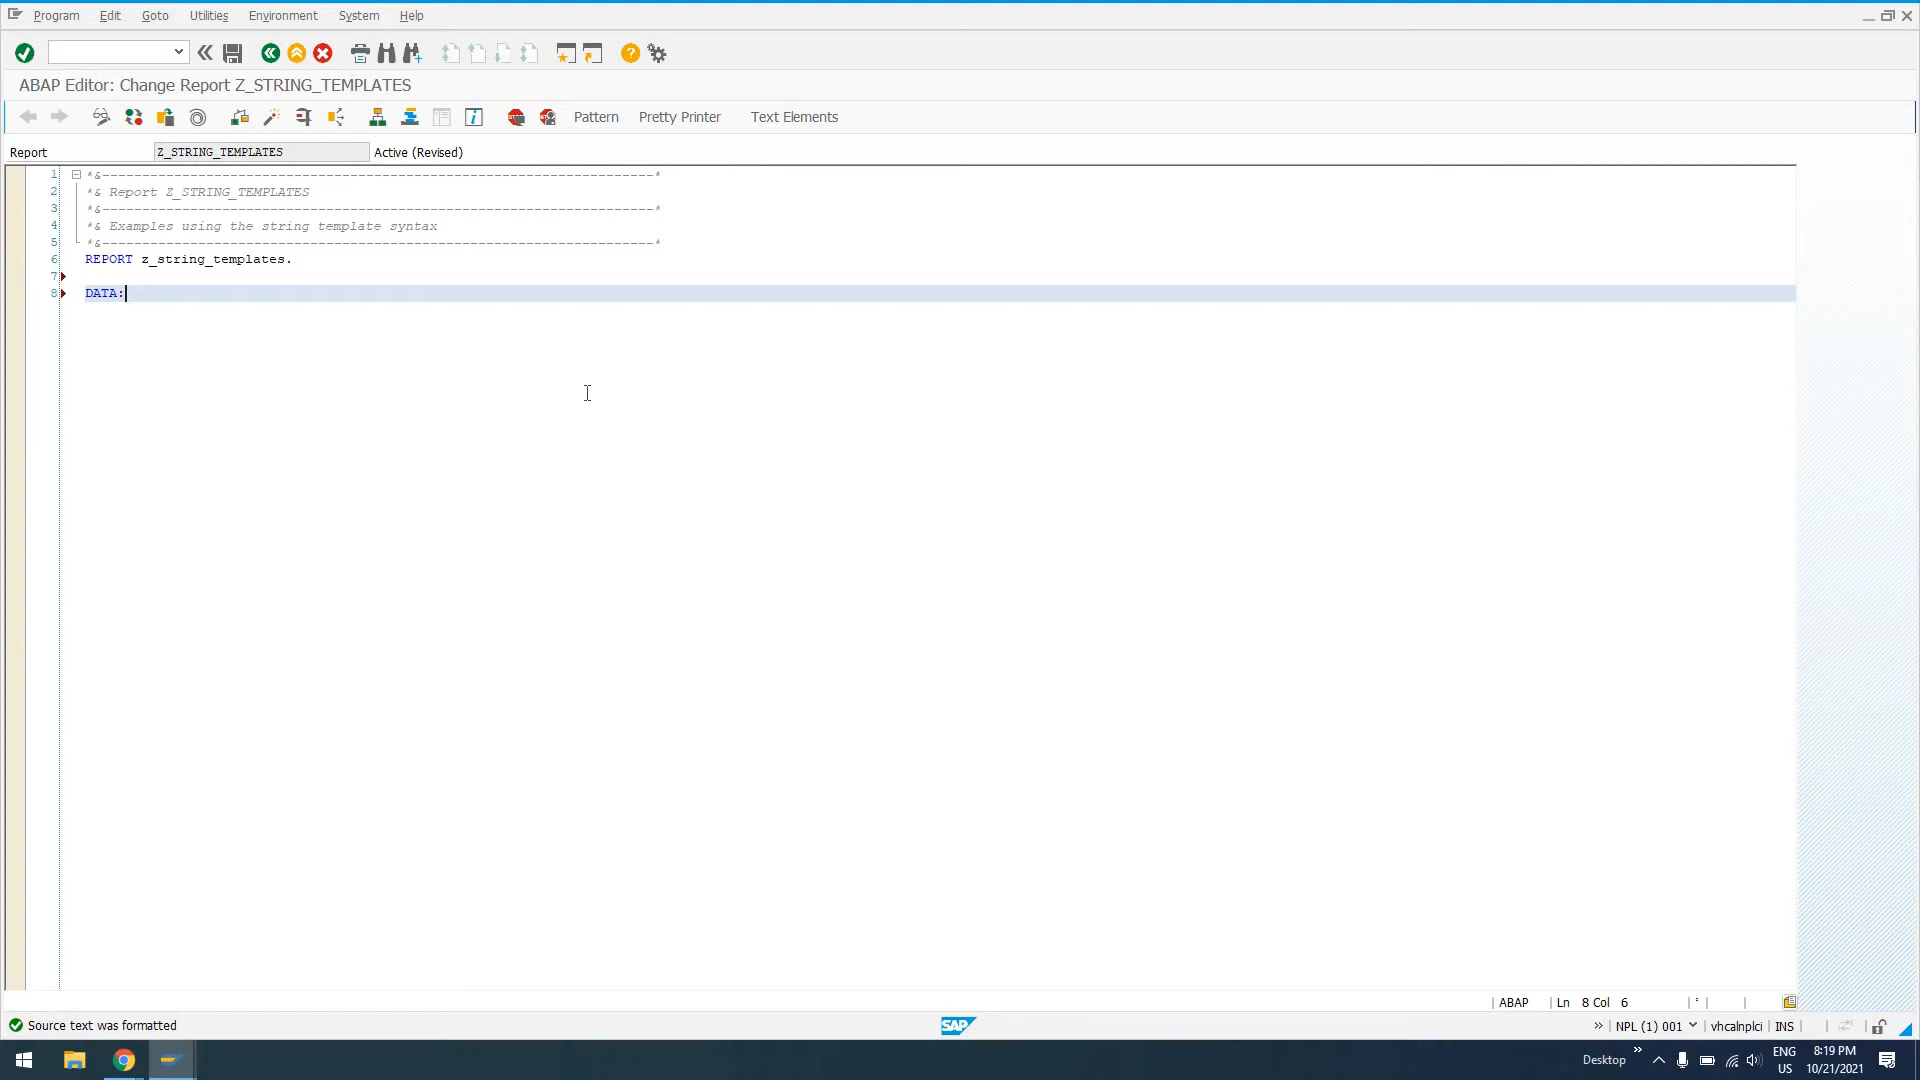 Program Edit Goto Utilities Environment System Help
ABAP Editor: Change Report Z_STRING_TEMPLATES
Pattern Pretty Printer Text Elements
Report Z_STRING_TEMPLATES Active (Revised)
1 *&---------------------------------------------------------------------*
2 *& Report Z_STRING_TEMPLATES
3 *&---------------------------------------------------------------------*
4 *& Examples using the string template syntax
5 *&---------------------------------------------------------------------*
6 REPORT z_string_templates.
7
8 DATA:
ABAP Ln 8 Col 6
Source text was formatted SAP » NPL (1) 001 vhcalnplci INS
Desktop » ENG 8:19 PM
US 10/21/2021